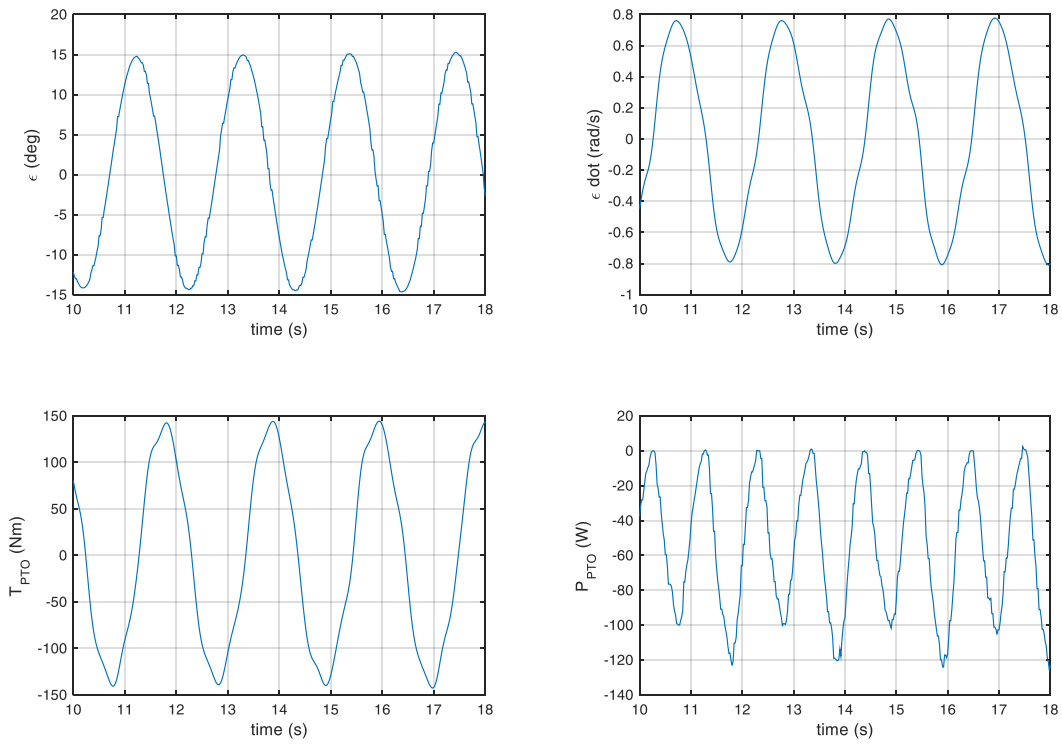 20
15
10
5
0
-5
-10
-15
ϵ (deg)
10 11 12 13 14 15 16 17 18
time (s)
0.8
0.6
0.4
0.2
0
-0.2
-0.4
-0.6
-0.8
-1
ϵ dot (rad/s)
10 11 12 13 14 15 16 17 18
time (s)
150
100
50
0
-50
-100
-150
T_PTO (Nm)
10 11 12 13 14 15 16 17 18
time (s)
20
0
-20
-40
-60
-80
-100
-120
-140
P_PTO (W)
10 11 12 13 14 15 16 17 18
time (s)